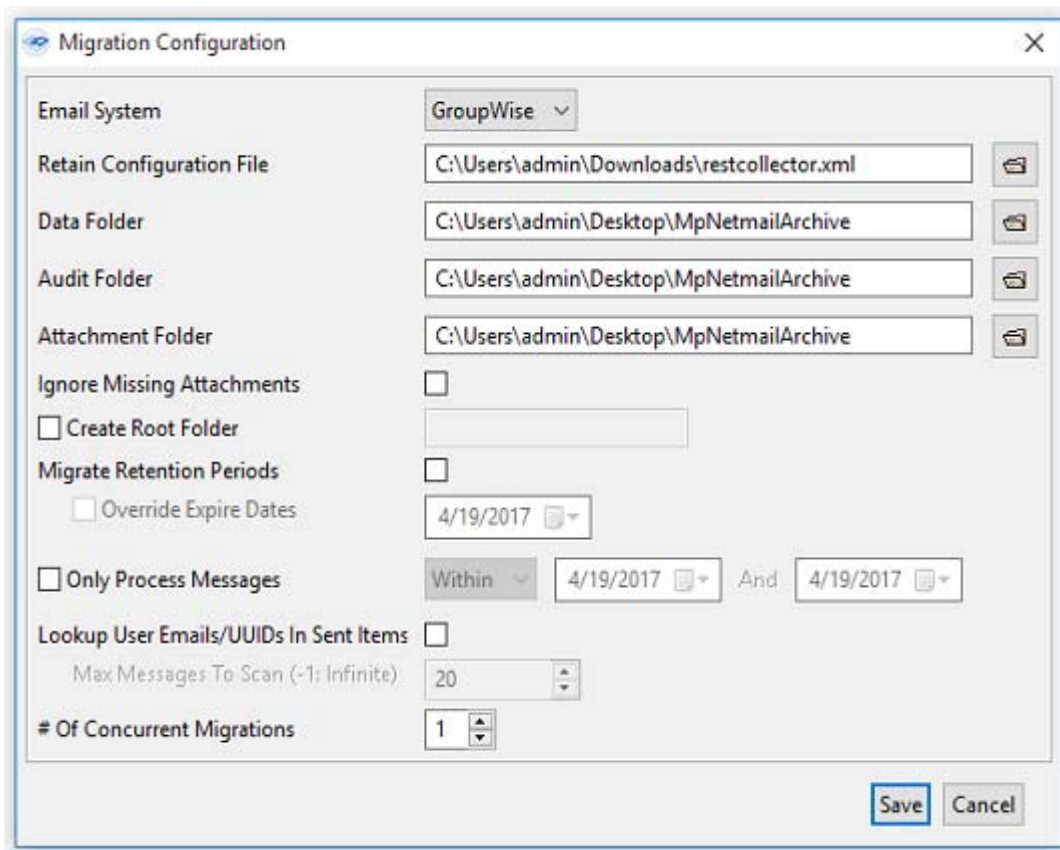 Migration Configuration
Email System GroupWise
Retain Configuration File C:\Users\admin\Downloads\restcollector.xml
Data Folder C:\Users\admin\Desktop\MpNetmailArchive
Audit Folder C:\Users\admin\Desktop\MpNetmailArchive
Attachment Folder C:\Users\admin\Desktop\MpNetmailArchive
Ignore Missing Attachments
Create Root Folder
Migrate Retention Periods
Override Expire Dates 4/19/2017
Only Process Messages Within 4/19/2017 And 4/19/2017
Lookup User Emails/UUIDs In Sent Items
Max Messages To Scan (-1: Infinite) 20
# Of Concurrent Migrations 1
Save Cancel